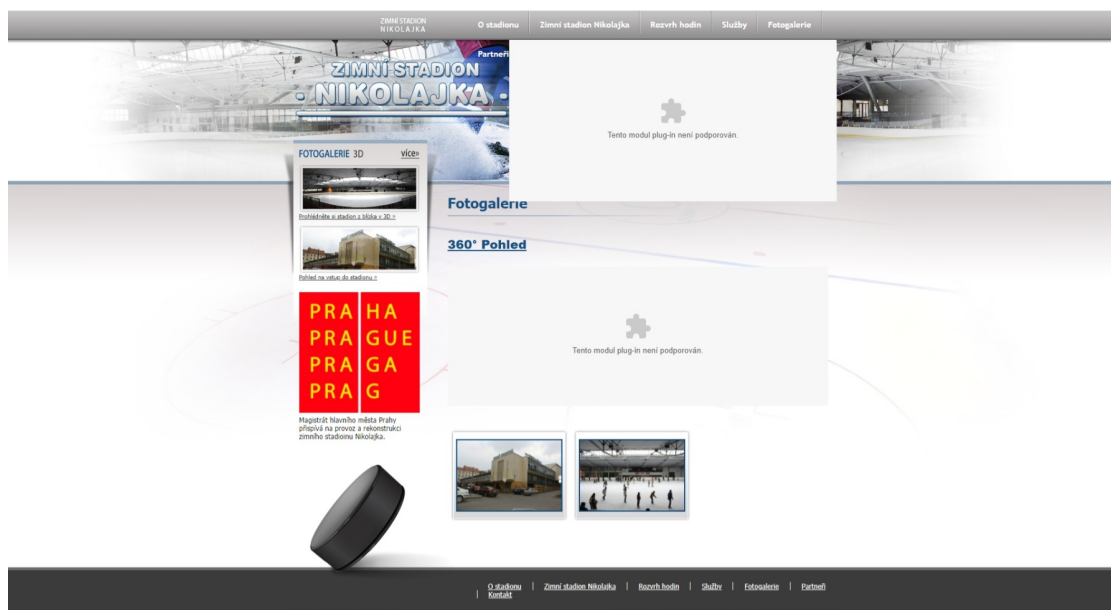 ZIMNÍ STADION
NIKOLAJKA
O stadionu
Zimní stadion Nikolajka
Rozvrh hodin
Služby
Fotogalerie
Partneři
ZIMNÍ STADION
NIKOLAJKA
Tento modul plug-in není podporován.
FOTOGALERIE 3D
více»
Prohlédněte si stadion z blízka v 3D »
Pohled na vstup do stadionu »
Fotogalerie
360° Pohled
Tento modul plug-in není podporován.
PRA HA
PRA GUE
PRA GA
PRA G
Magistrát hlavního města Prahy
přispívá na provoz a rekonstrukci
zimního stadionu Nikolajka.
O stadionu | Zimní stadion Nikolajka | Rozvrh hodin | Služby | Fotogalerie | Partneři
| Kontakt